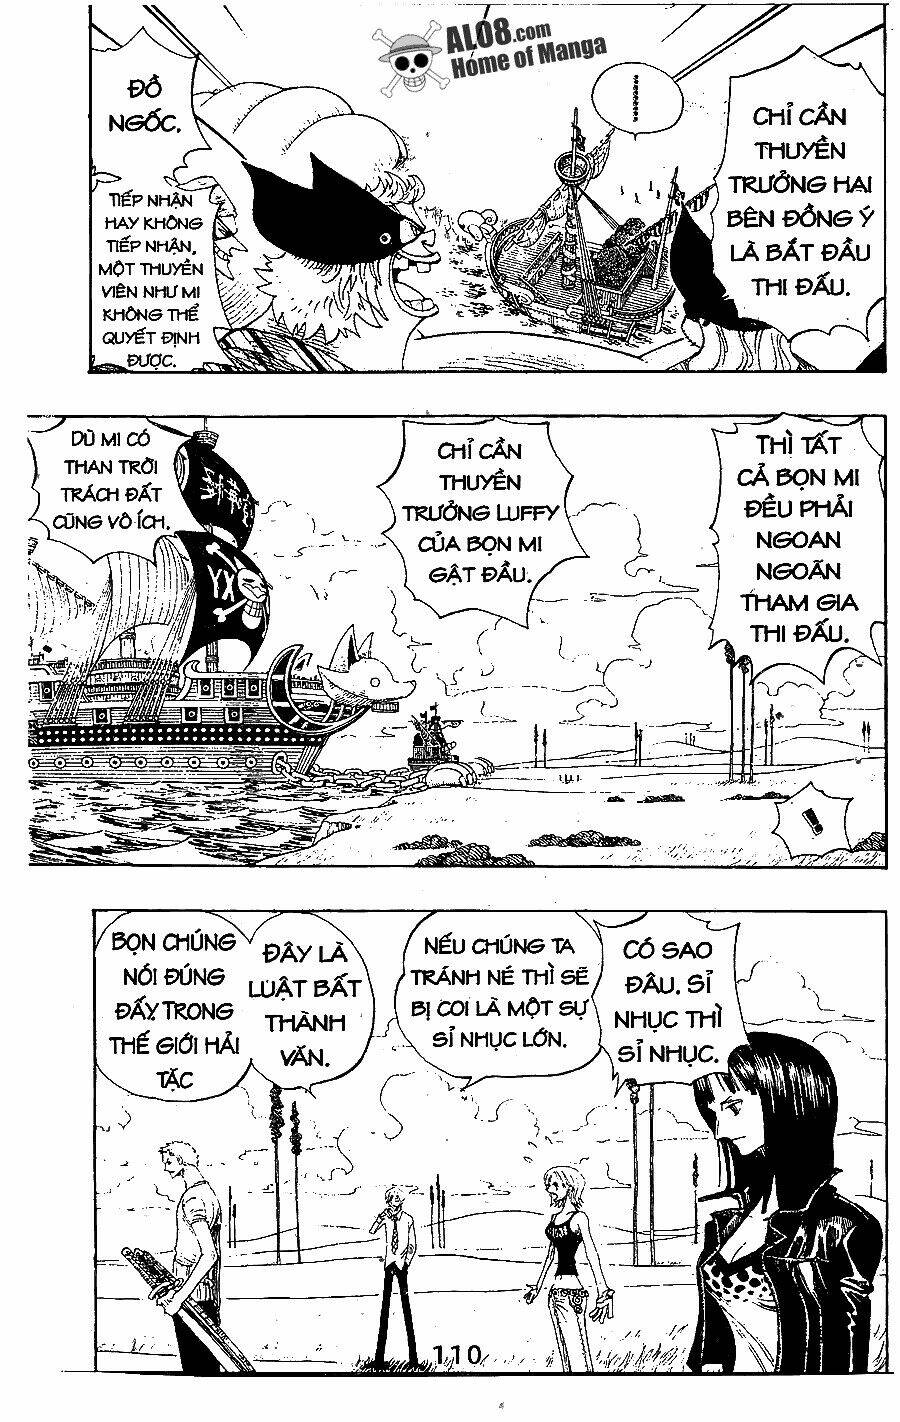 AL08.com
Home of Manga
CHỈ CẦN
THUYỀN
TRƯỞNG HAI
BÊN ĐỒNG Ý
LÀ BẮT ĐẦU
THI ĐẤU.
ĐỒ
NGỐC.
TIẾP NHẬN
HAY KHÔNG
TIẾP NHẬN,
MỘT THUYỀN
VIÊN NHƯ MI
KHÔNG THỂ
QUYẾT ĐỊNH
ĐƯỢC.
THÌ TẤT
CẢ BỌN MI
ĐỀU PHẢI
NGOAN
NGOÃN
THAM GIA
THI ĐẤU.
CHỈ CẦN
THUYỀN
TRƯỞNG LUFFY
CỦA BỌN MI
GẬT ĐẦU.
DÙ MI CÓ
THAN TRỜI
TRÁCH ĐẤT
CŨNG VÔ ÍCH.
YX
!
CÓ SAO
ĐÂU. SỈ
NHỤC THÌ
SỈ NHỤC.
NẾU CHÚNG TA
TRÁNH NÉ THÌ SẼ
BỊ COI LÀ MỘT SỰ
SỈ NHỤC LỚN.
ĐÂY LÀ
LUẬT BẤT
THÀNH
VĂN.
BỌN CHÚNG
NÓI ĐÚNG
ĐẤY. TRONG
THẾ GIỚI HẢI
TẶC
110